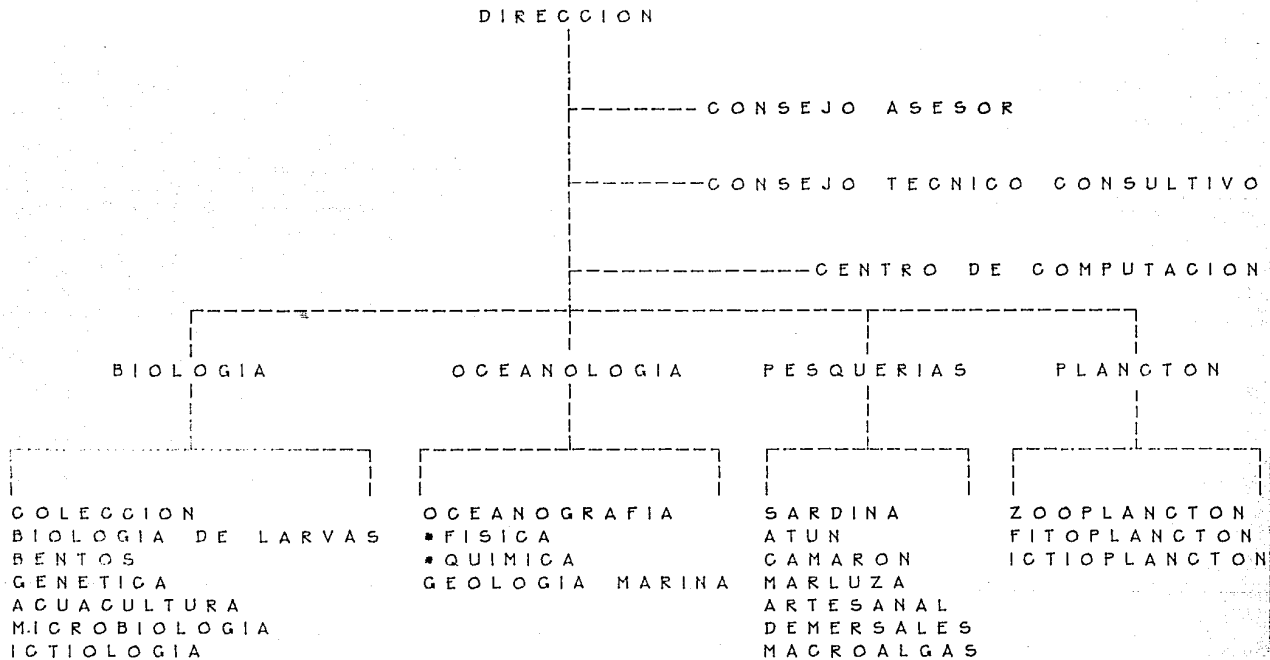 DIRECCION
CONSEJO ASESOR
CONSEJO TECNICO CONSULTIVO
CENTRO DE COMPUTACION
BIOLOGIA
OCEANOLOGIA
PESQUERIAS
PLANCTON
COLECCION
BIOLOGIA DE LARVAS
BENTOS
GENETICA
ACUACULTURA
M.ICROBIOLOGIA
ICTIOLOGIA
OCEANOGRAFIA
•FISICA
•QUIMICA
GEOLOGIA MARINA
SARDINA
ATUN
CAMARON
MARLUZA
ARTESANAL
DEMERSALES
MACROALGAS
ZOOPLANCTON
FITOPLANCTON
ICTIOPLANCTON